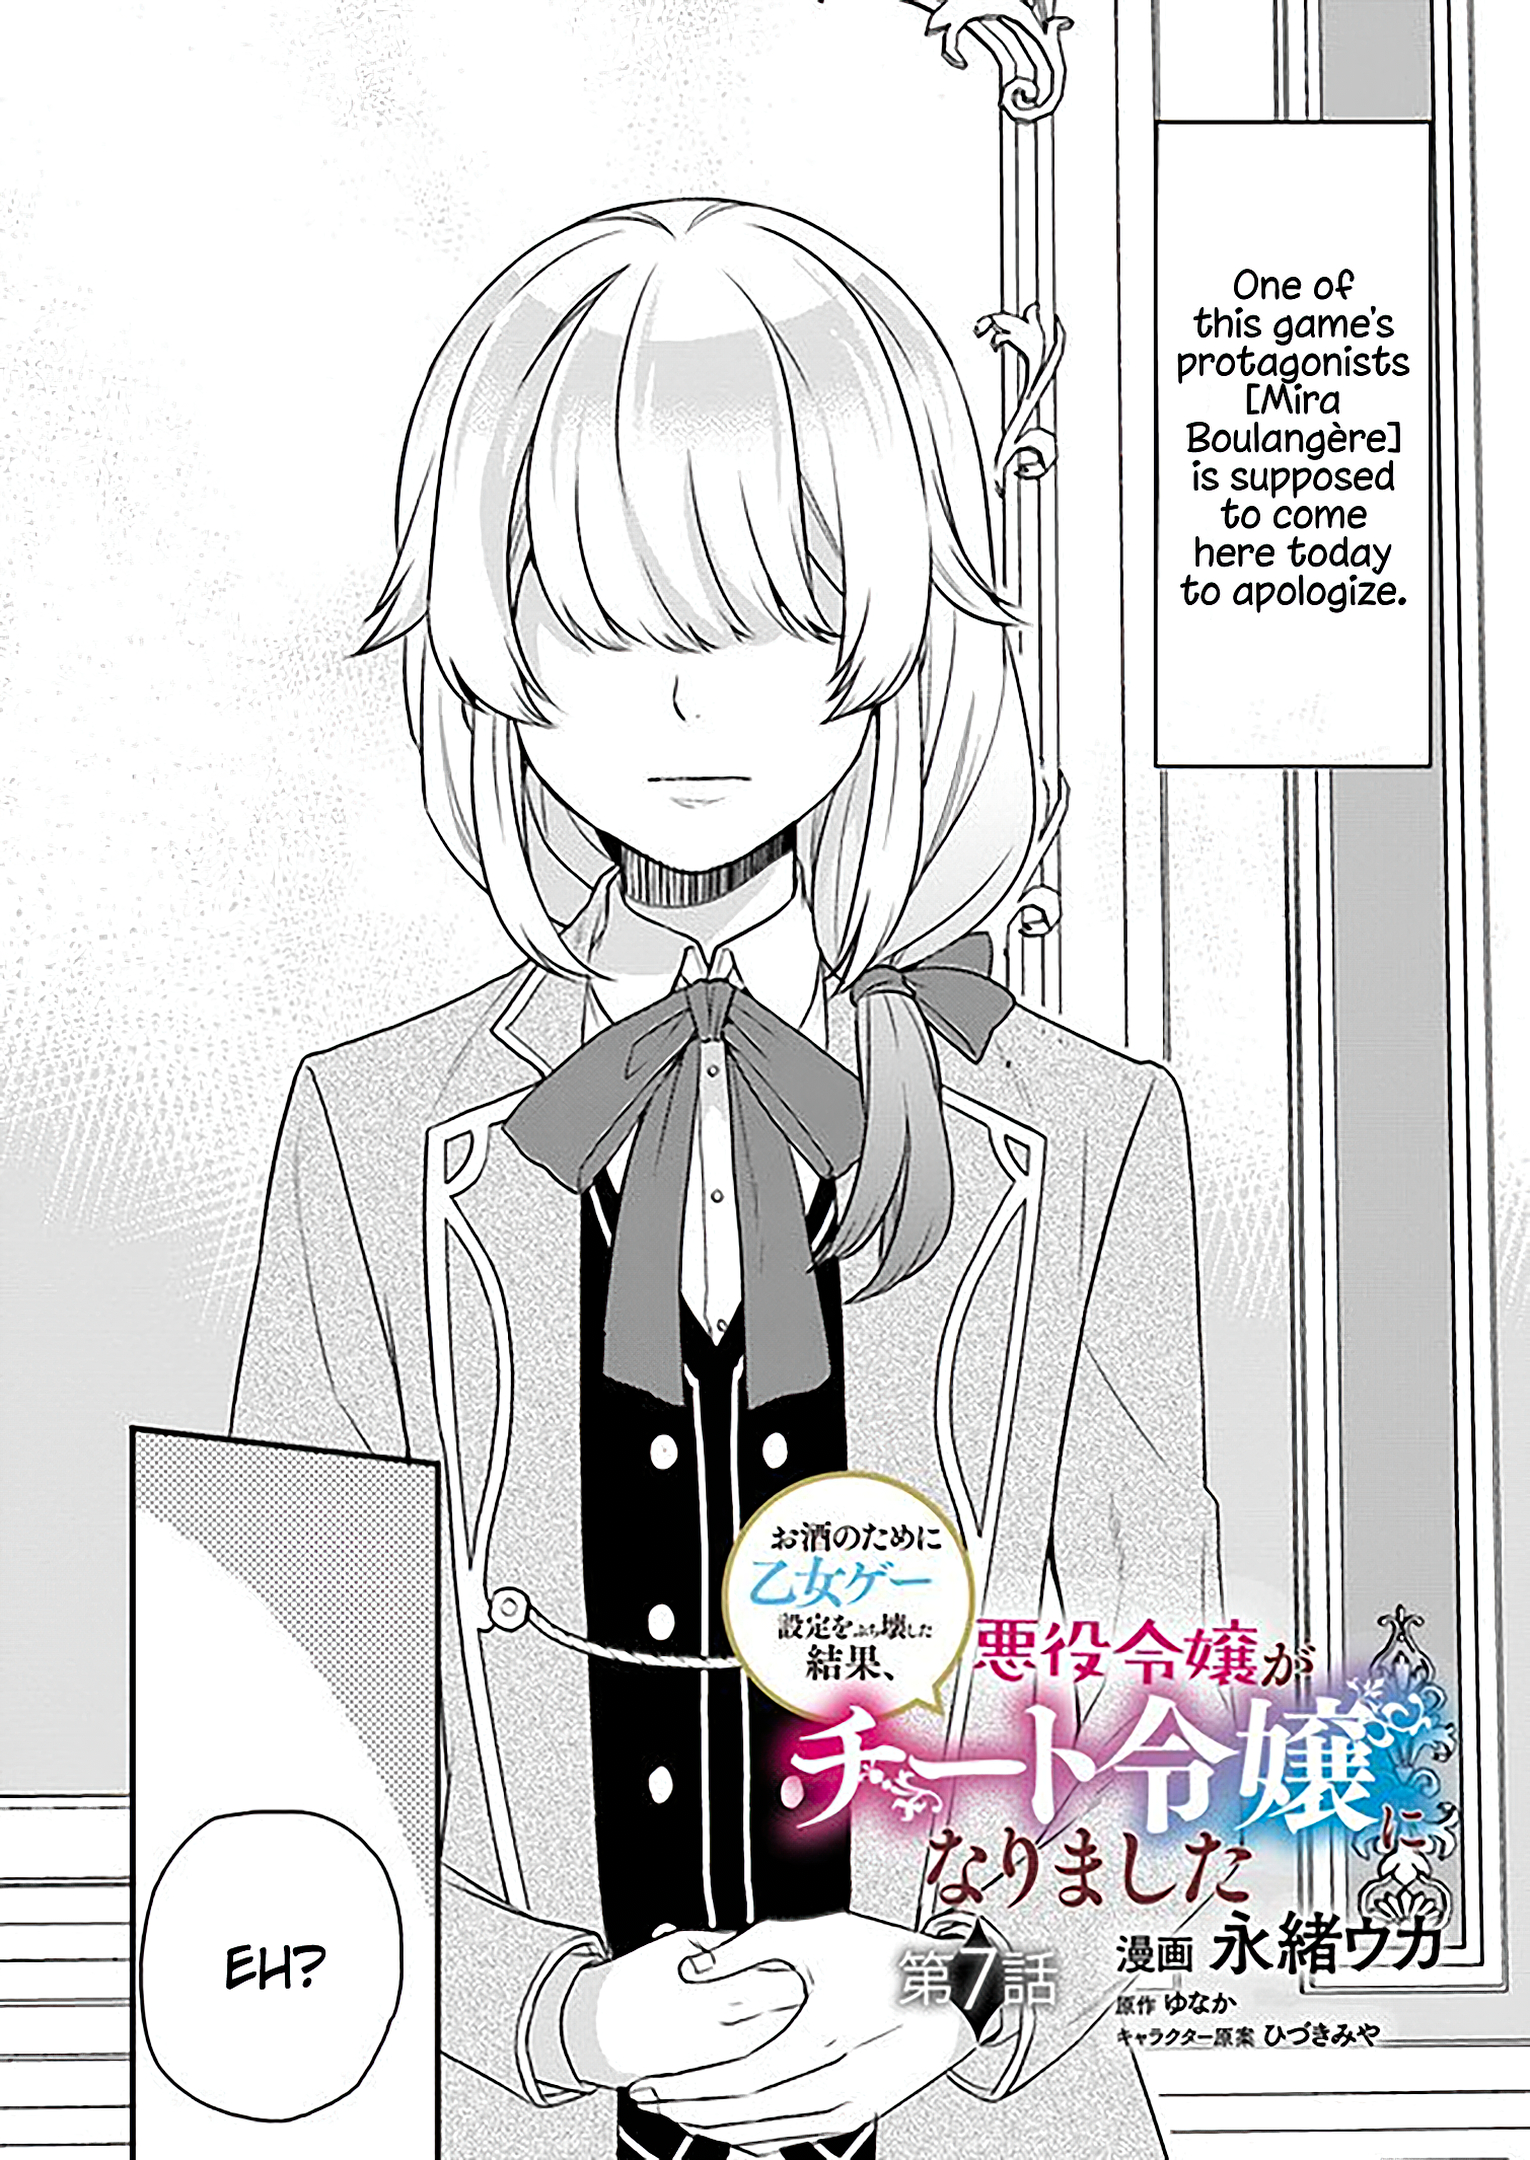 One of
this game's
protagonists
[Mira
Boulangère]
is supposed
to come
here today
to apologize.
お酒のために
乙女ゲー
設定をぶち壊した
結果、
悪役令嬢が
チート令嬢に
なりました
第7話
漫画 永緒ウカ
原作 ゆなか
キャラクター原案 ひづきみや
EH?